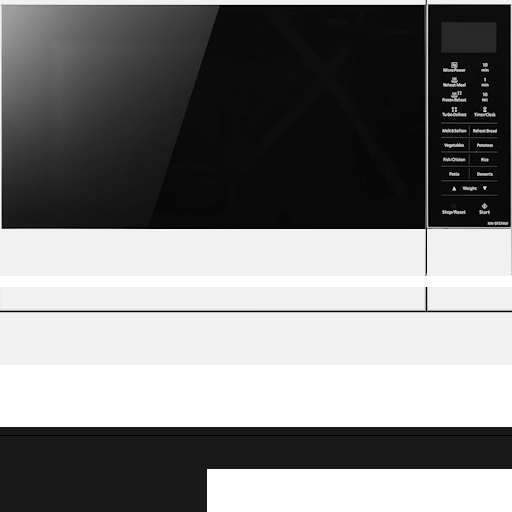 Micro Power 10 min
Reheat Meal 1 min
Frozen Reheat 10 sec
Turbo Defrost Timer/Clock
Melt & Soften Reheat Bread
Vegetables Potatoes
Fish/Chicken Rice
Pasta Desserts
▲ Weight ▼
Stop/Reset Start